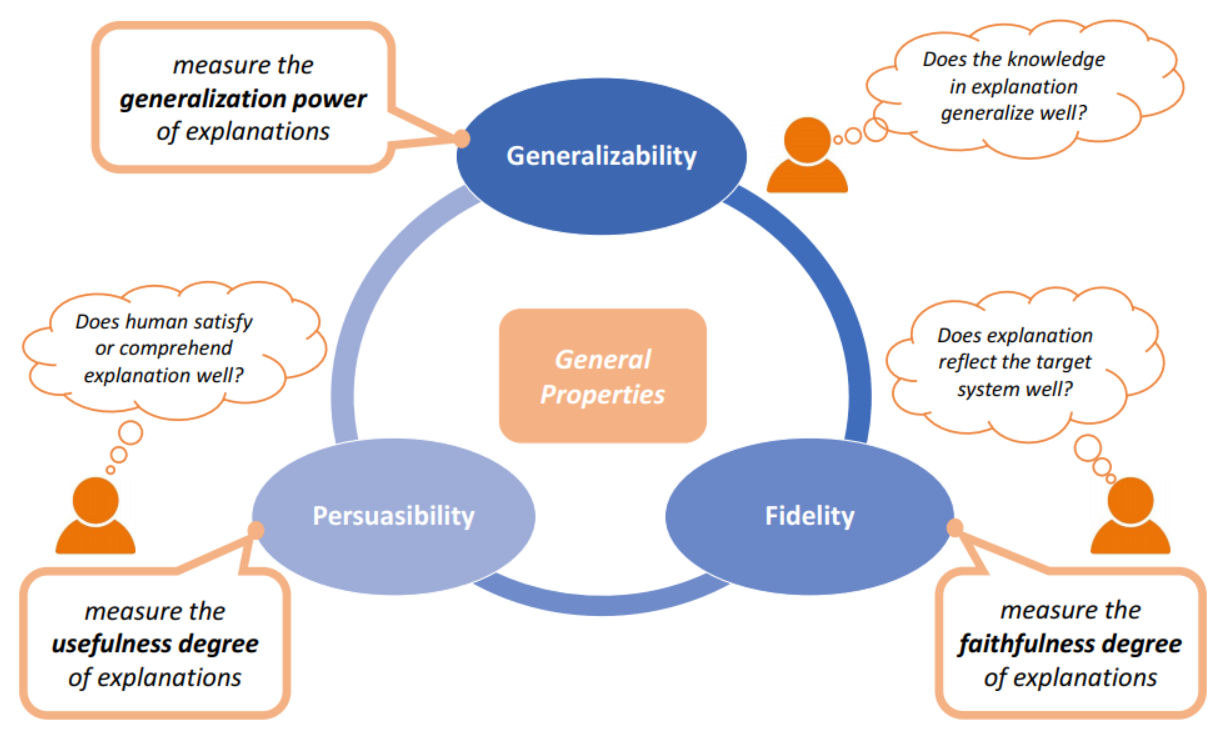 measure the
generalization power
of explanations
Does the knowledge
in explanation
generalize well?
Generalizability
Does human satisfy
or comprehend
explanation well?
General
Properties
Does explanation
reflect the target
system well?
Persuasibility
Fidelity
measure the
usefulness degree
of explanations
measure the
faithfulness degree
of explanations